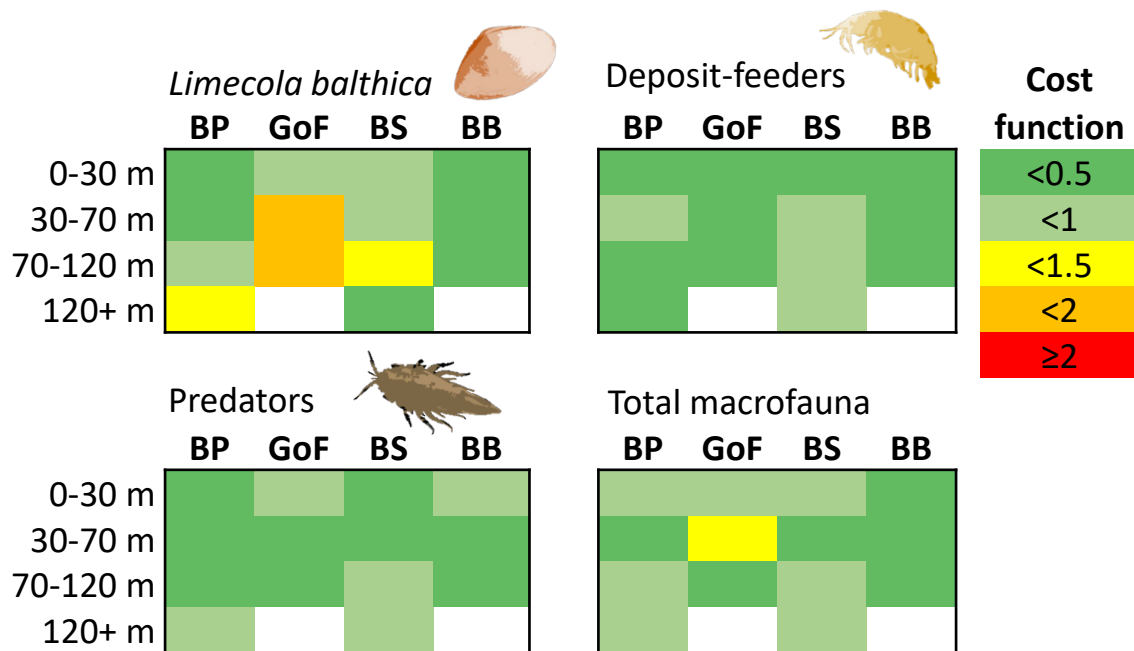 Limecola balthica
BP GoF BS BB
0-30 m
30-70 m
70-120 m
120+ m
Deposit-feeders
BP GoF BS BB
Cost
function
<0.5
<1
<1.5
<2
≥2
Predators
BP GoF BS BB
0-30 m
30-70 m
70-120 m
120+ m
Total macrofauna
BP GoF BS BB